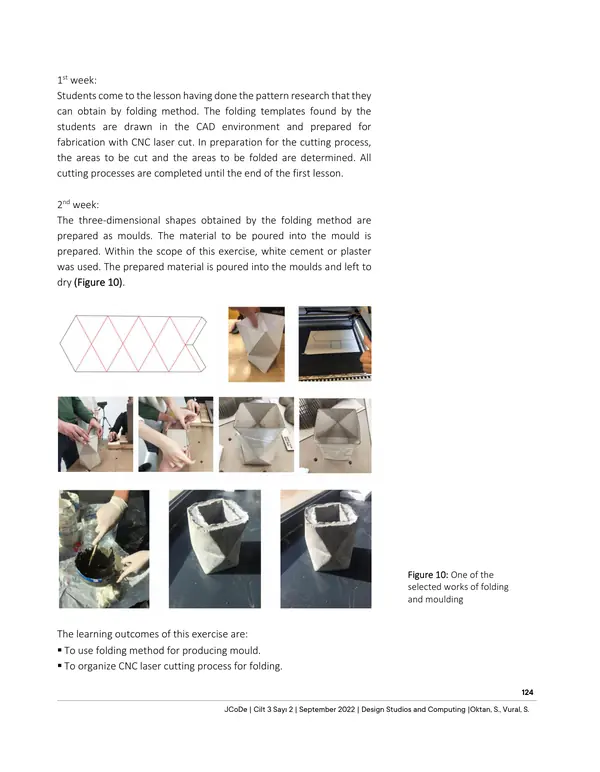 1st week:
Students come to the lesson having done the pattern research that they
can obtain by folding method. The folding templates found by the
students are drawn in the CAD environment and prepared for
fabrication with CNC laser cut. In preparation for the cutting process,
the areas to be cut and the areas to be folded are determined. All
cutting processes are completed until the end of the first lesson.
2nd week:
The three-dimensional shapes obtained by the folding method are
prepared as moulds. The material to be poured into the mould is
prepared. Within the scope of this exercise, white cement or plaster
was used. The prepared material is poured into the moulds and left to
dry (Figure 10).
Figure 10: One of the
selected works of folding
and moulding
The learning outcomes of this exercise are:
▪ To use folding method for producing mould.
▪ To organize CNC laser cutting process for folding.
124
JCoDe | Cilt 3 Sayı 2 | September 2022 | Design Studios and Computing |Oktan, S., Vural, S.